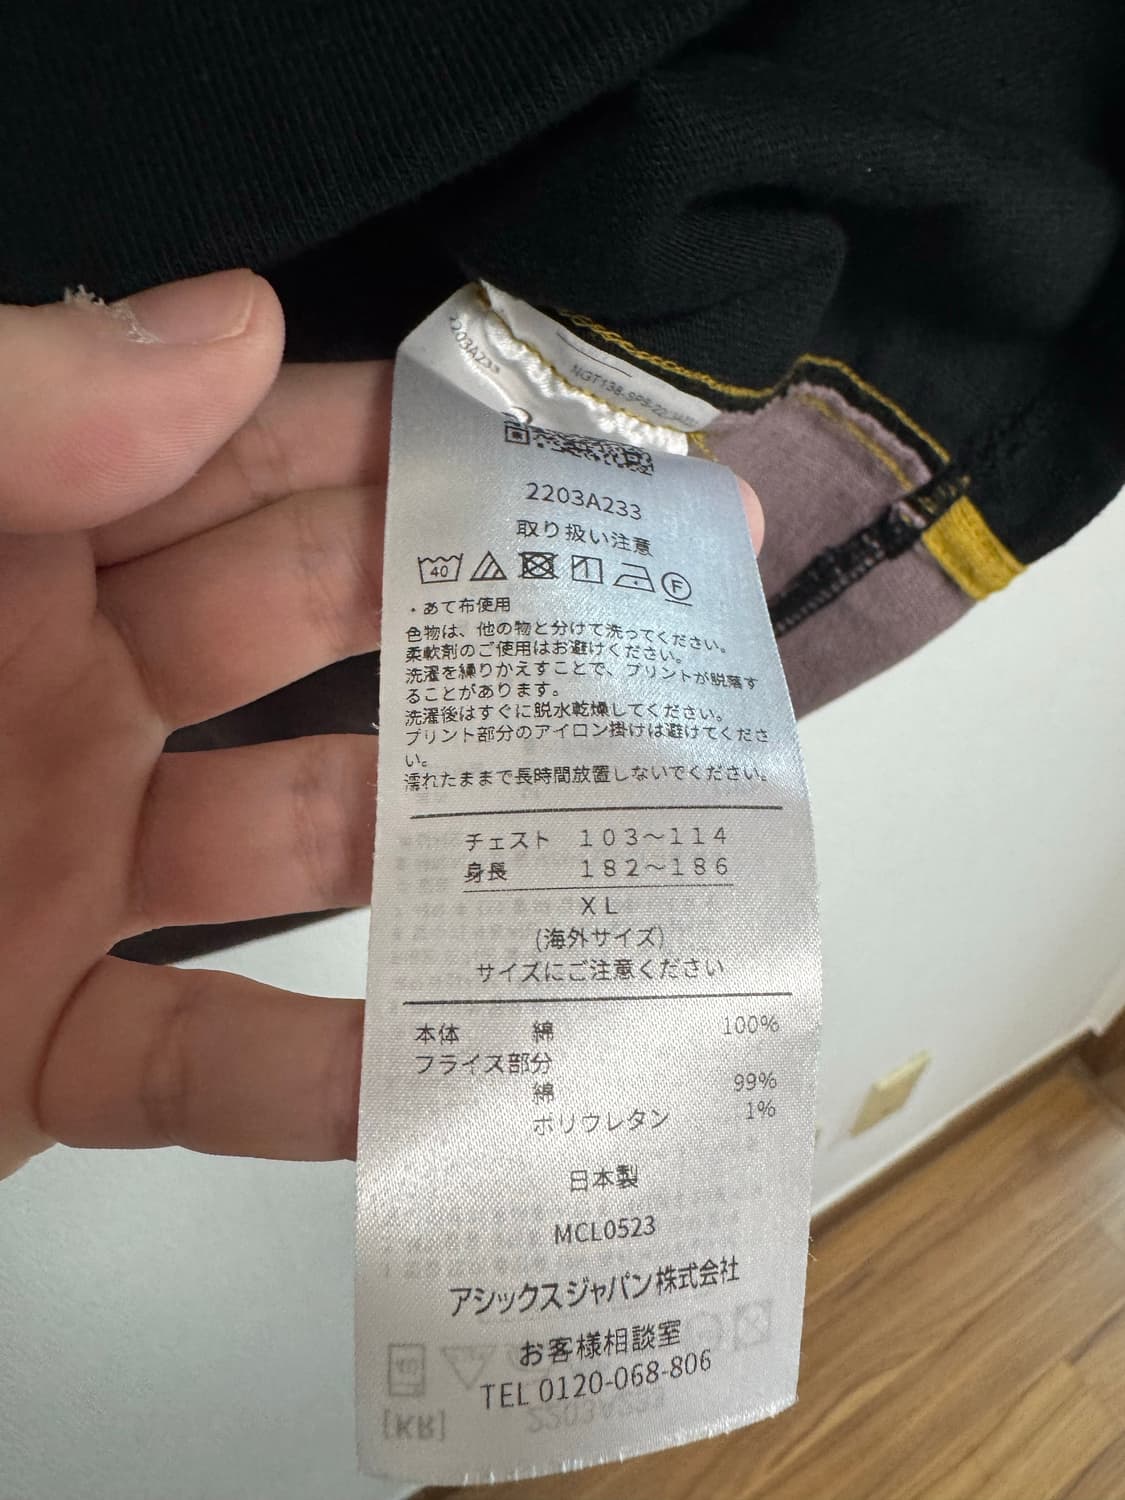 2203A233
NGT138-SPS-22
2203A233
取り扱い注意
40
F
・あて布使用
色物は、他の物と分けて洗ってください。
柔軟剤のご使用はお避けください。
洗濯を繰りかえすことで、プリントが脱落す
ることがあります。
洗濯後はすぐに脱水乾燥してください。
プリント部分のアイロン掛けは避けてくださ
い。
濡れたままで長時間放置しないでください。
チェスト １０３〜１１４
身長 １８２〜１８６
ＸＬ
(海外サイズ)
サイズにご注意ください
本体 綿 100%
フライス部分
綿 99%
ポリウレタン 1%
日本製
MCL0523
アシックスジャパン株式会社
お客様相談室
TEL 0120-068-806
[KR]
2203A233